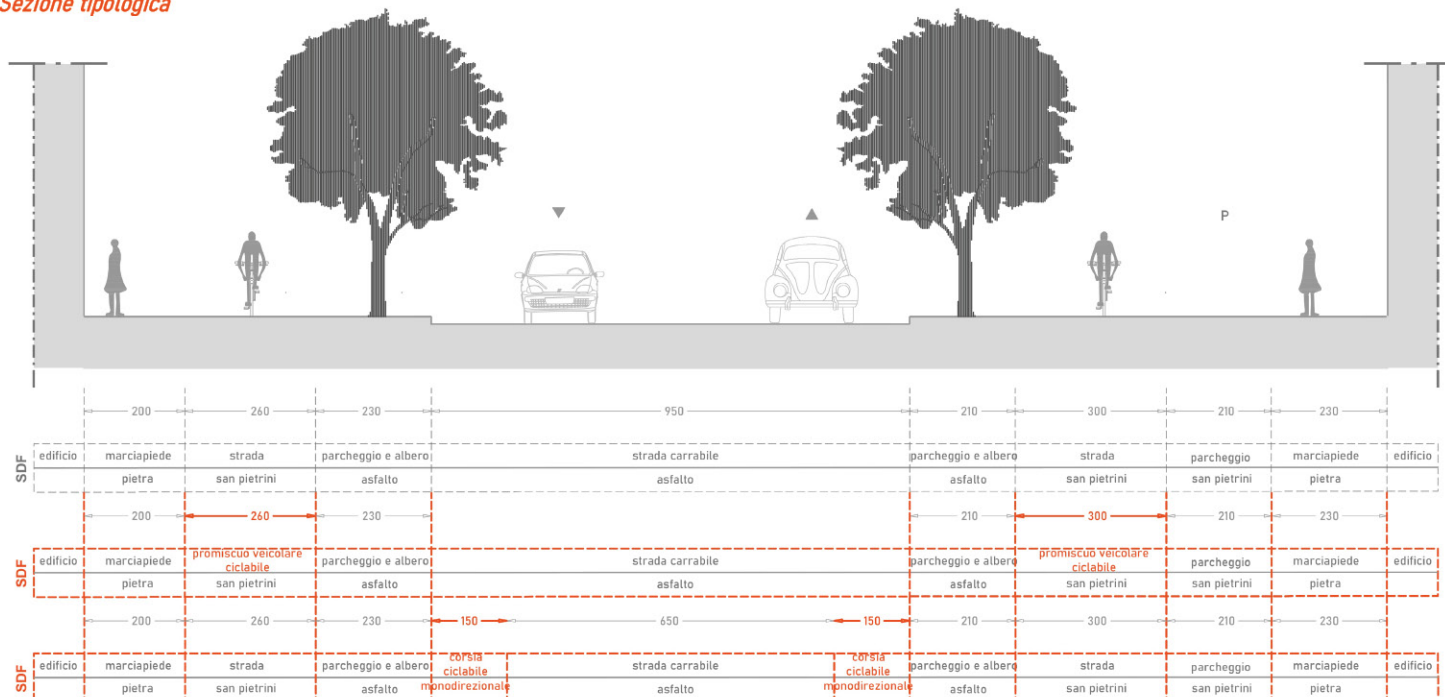 Sezione tipologica
P
200 260 230 950 210 300 210 230
SDF
edificio marciapiede strada parcheggio e albero strada carrabile parcheggio e albero strada parcheggio marciapiede edificio
pietra san pietrini asfalto asfalto asfalto san pietrini san pietrini pietra
200 260 230 210 300 210 230
SDF
edificio marciapiede promiscuo veicolare ciclabile parcheggio e albero strada carrabile parcheggio e albero promiscuo veicolare ciclabile parcheggio marciapiede edificio
pietra san pietrini asfalto asfalto asfalto san pietrini san pietrini pietra
200 260 230 150 650 150 210 300 210 230
SDF
edificio marciapiede strada parcheggio e albero corsia ciclabile monodirezionale strada carrabile corsia ciclabile monodirezionale parcheggio e albero strada parcheggio marciapiede edificio
pietra san pietrini asfalto asfalto asfalto san pietrini san pietrini pietra